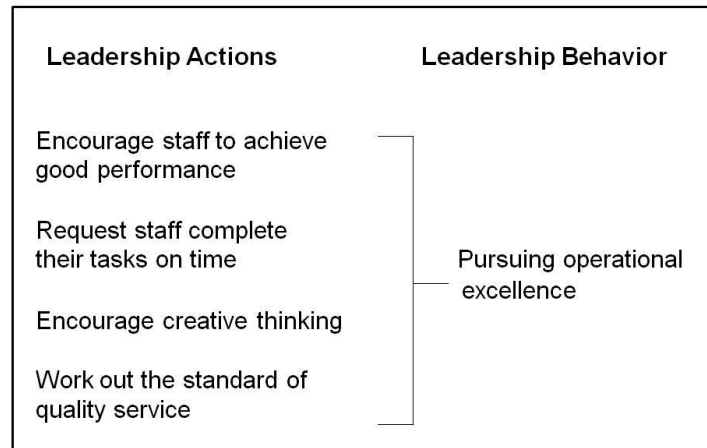 Leadership Actions
Leadership Behavior
Encourage staff to achieve
good performance
Request staff complete
their tasks on time
Encourage creative thinking
Work out the standard of
quality service
Pursuing operational
excellence